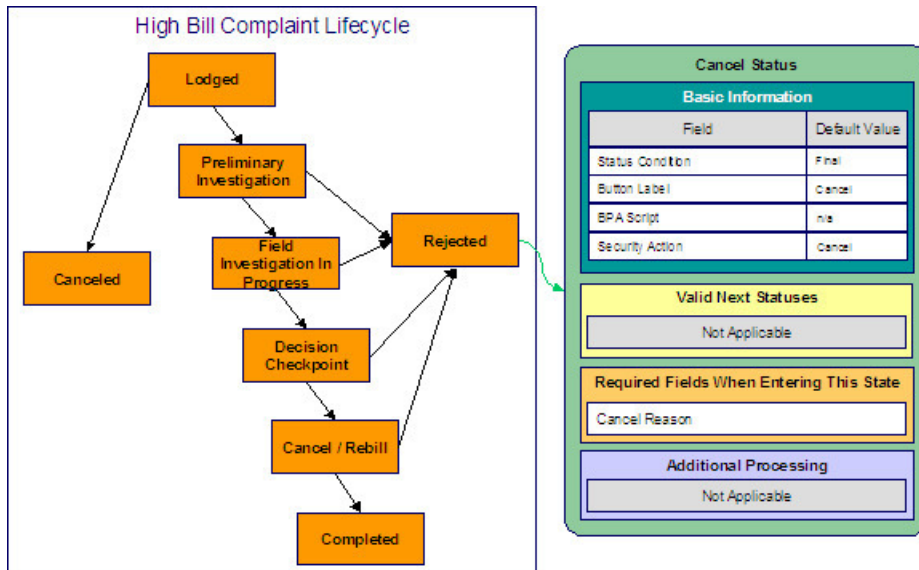 High Bill Complaint Lifecycle
Lodged
Preliminary
Investigation
Field
Investigation In
Progress
Rejected
Canceled
Decision
Checkpoint
Cancel / Rebill
Completed
Cancel Status
Basic Information
Field Default Value
Status Condition Final
Button Label Cancel
BPA Script n/a
Security Action Cancel
Valid Next Statuses
Not Applicable
Required Fields When Entering This State
Cancel Reason
Additional Processing
Not Applicable